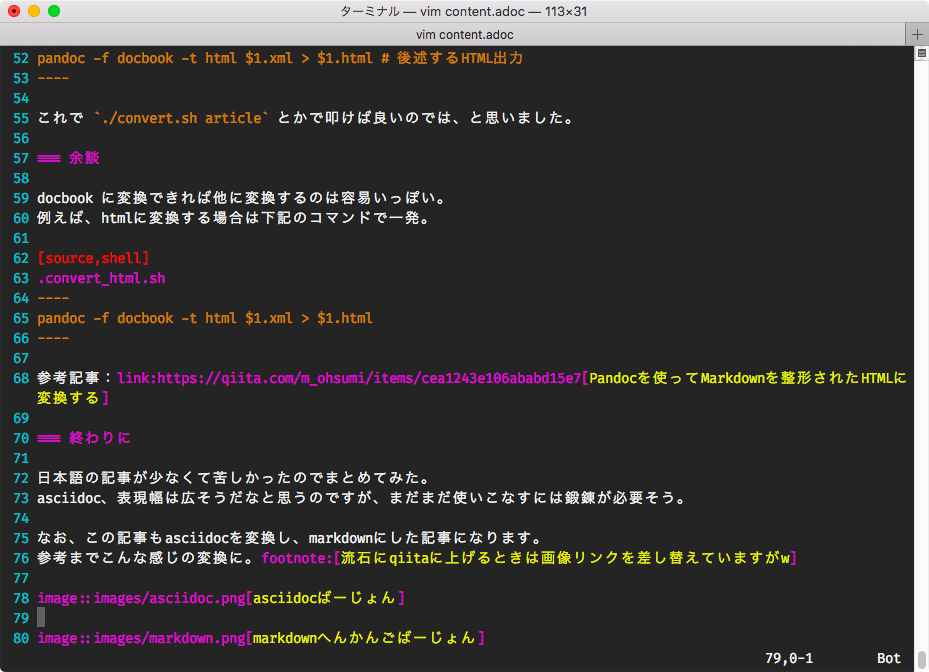 ターミナル — vim content.adoc — 113×31
vim content.adoc
52 pandoc -f docbook -t html $1.xml > $1.html # 後述するHTML出力
53 ----
54
55 これで `./convert.sh article` とかで叩けば良いのでは、と思いました。
56
57 === 余談
58
59 docbook に変換できれば他に変換するのは容易いっぽい。
60 例えば、htmlに変換する場合は下記のコマンドで一発。
61
62 [source,shell]
63 .convert_html.sh
64 ----
65 pandoc -f docbook -t html $1.xml > $1.html
66 ----
67
68 参考記事：link:https://qiita.com/m_ohsumi/items/cea1243e106ababd15e7[Pandocを使ってMarkdownを整形されたHTMLに
変換する]
69
70 === 終わりに
71
72 日本語の記事が少なくて苦しかったのでまとめてみた。
73 asciidoc、表現幅は広そうだなと思うのですが、まだまだ使いこなすには鍛錬が必要そう。
74
75 なお、この記事もasciidocを変換し、markdownにした記事になります。
76 参考までこんな感じの変換に。footnote:[流石にqiitaに上げるときは画像リンクを差し替えていますがw]
77
78 image::images/asciidoc.png[asciidocばーじょん]
79
80 image::images/markdown.png[markdownへんかんごばーじょん]
79,0-1 Bot